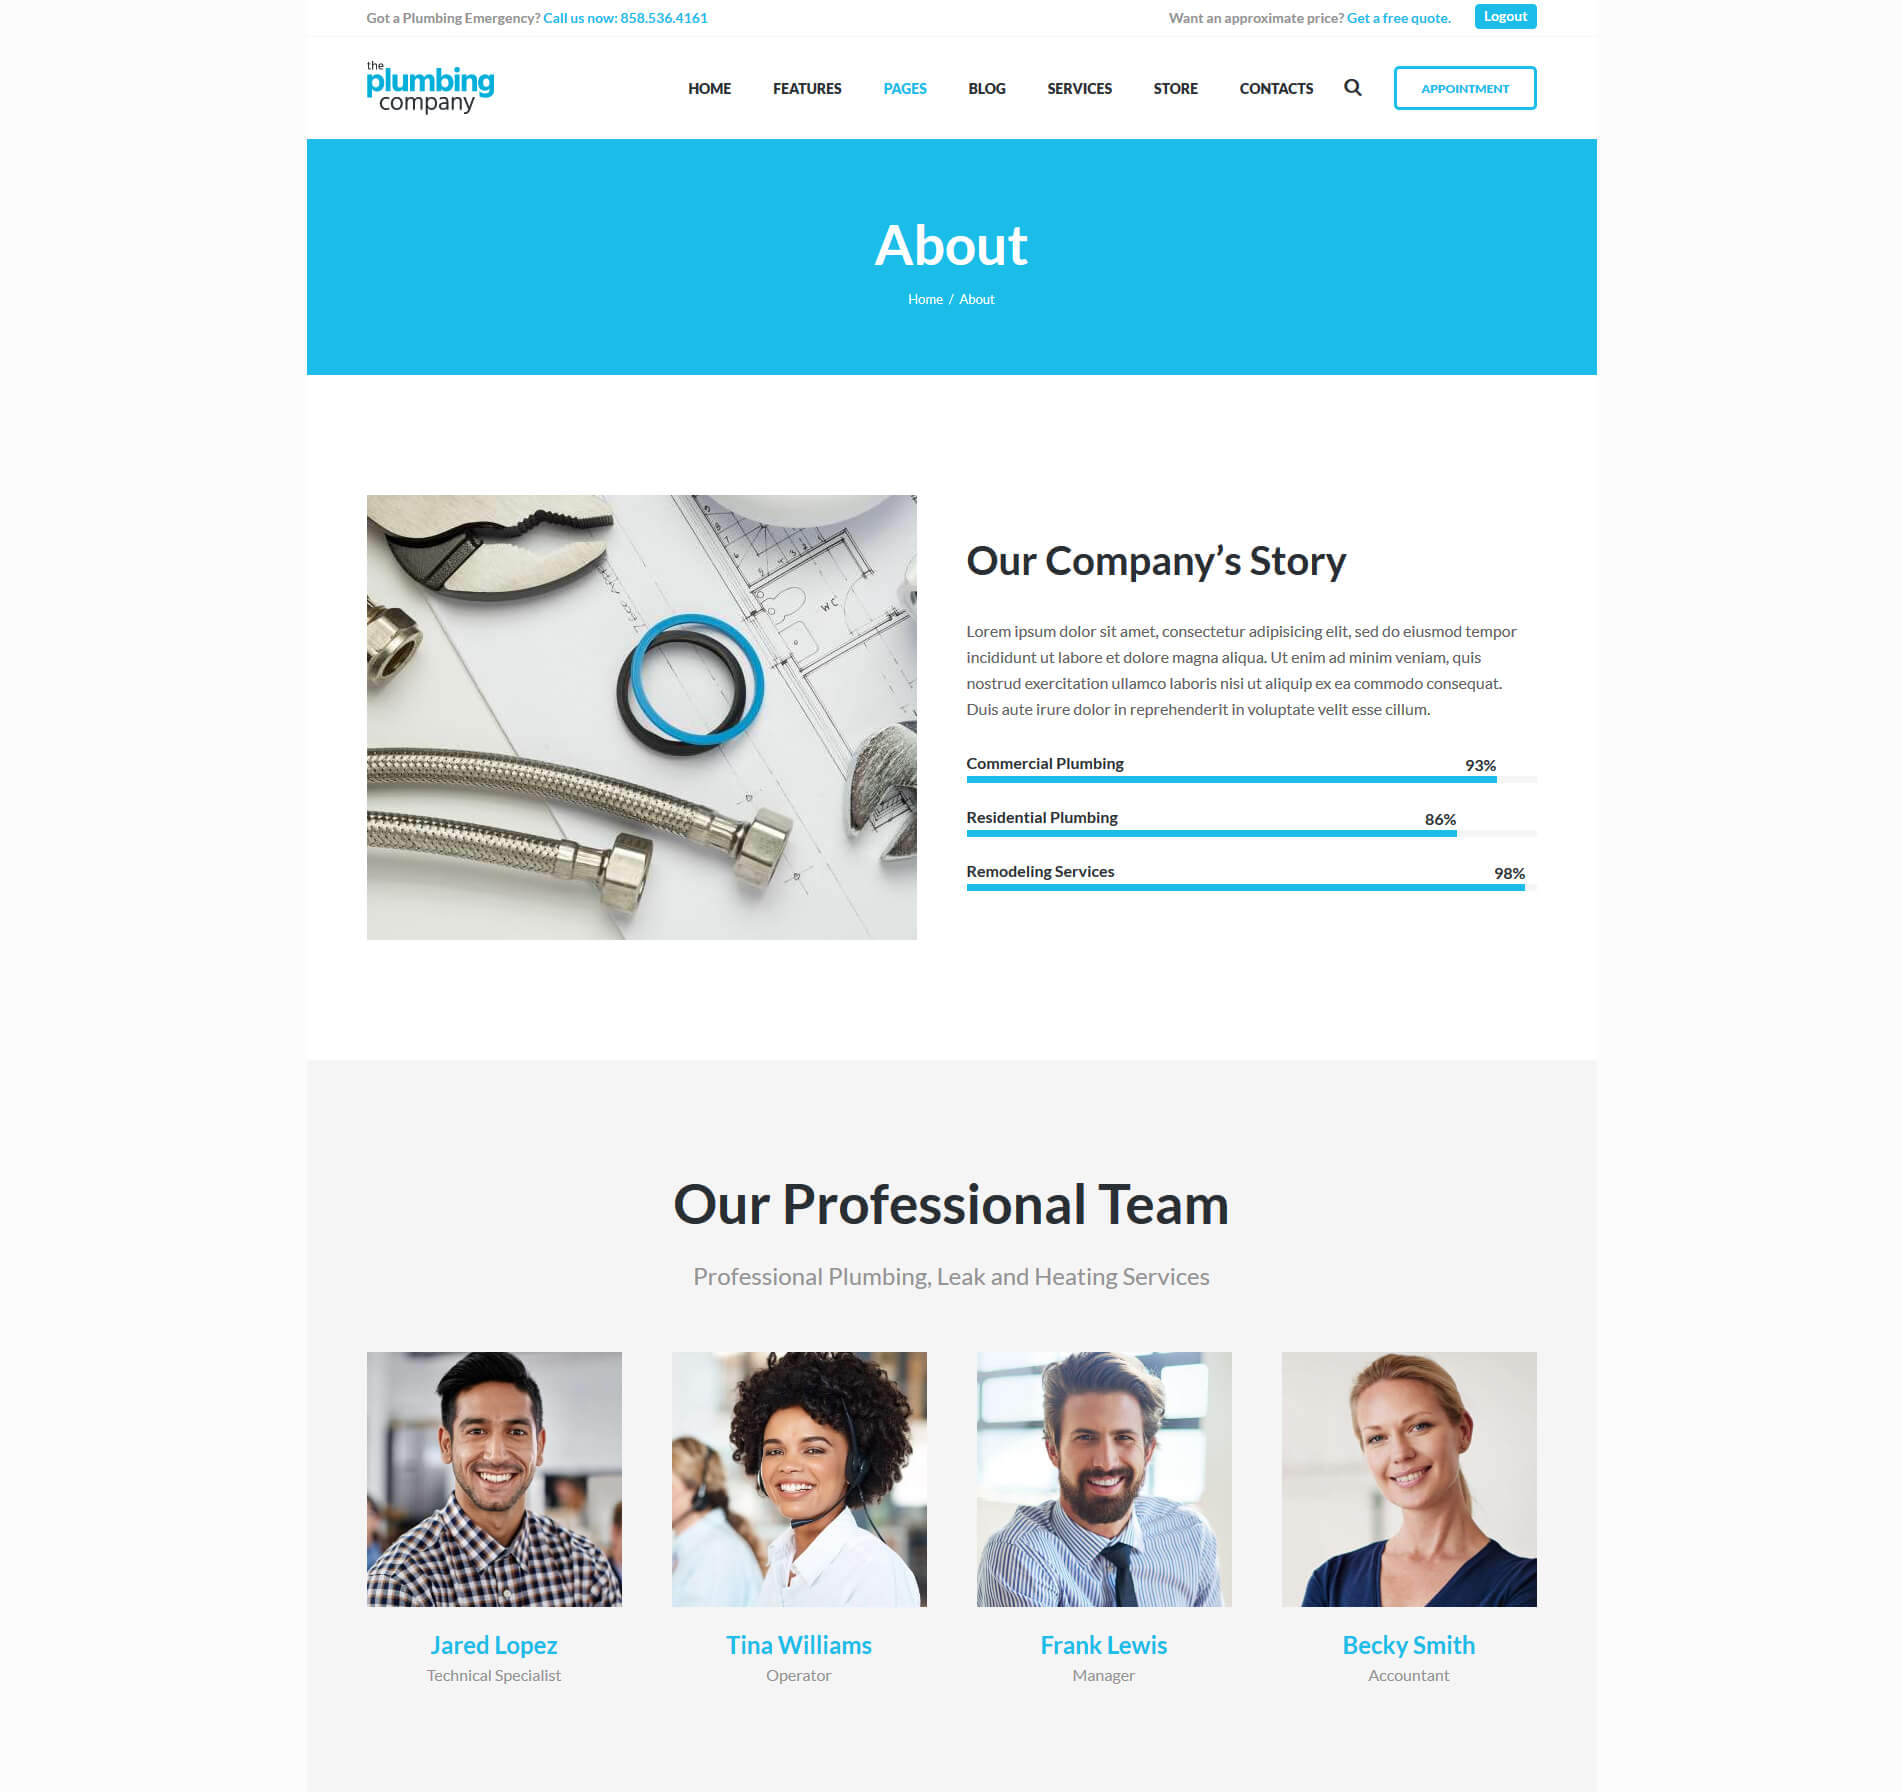 Got a Plumbing Emergency? Call us now: 858.536.4161
Want an approximate price? Get a free quote.
Logout
the
plumbing
company
HOME FEATURES PAGES BLOG SERVICES STORE CONTACTS
APPOINTMENT
About
Home / About
WC
Our Company’s Story
Lorem ipsum dolor sit amet, consectetur adipisicing elit, sed do eiusmod tempor
incididunt ut labore et dolore magna aliqua. Ut enim ad minim veniam, quis
nostrud exercitation ullamco laboris nisi ut aliquip ex ea commodo consequat.
Duis aute irure dolor in reprehenderit in voluptate velit esse cillum.
Commercial Plumbing 93%
Residential Plumbing 86%
Remodeling Services 98%
Our Professional Team
Professional Plumbing, Leak and Heating Services
Jared Lopez
Technical Specialist
Tina Williams
Operator
Frank Lewis
Manager
Becky Smith
Accountant